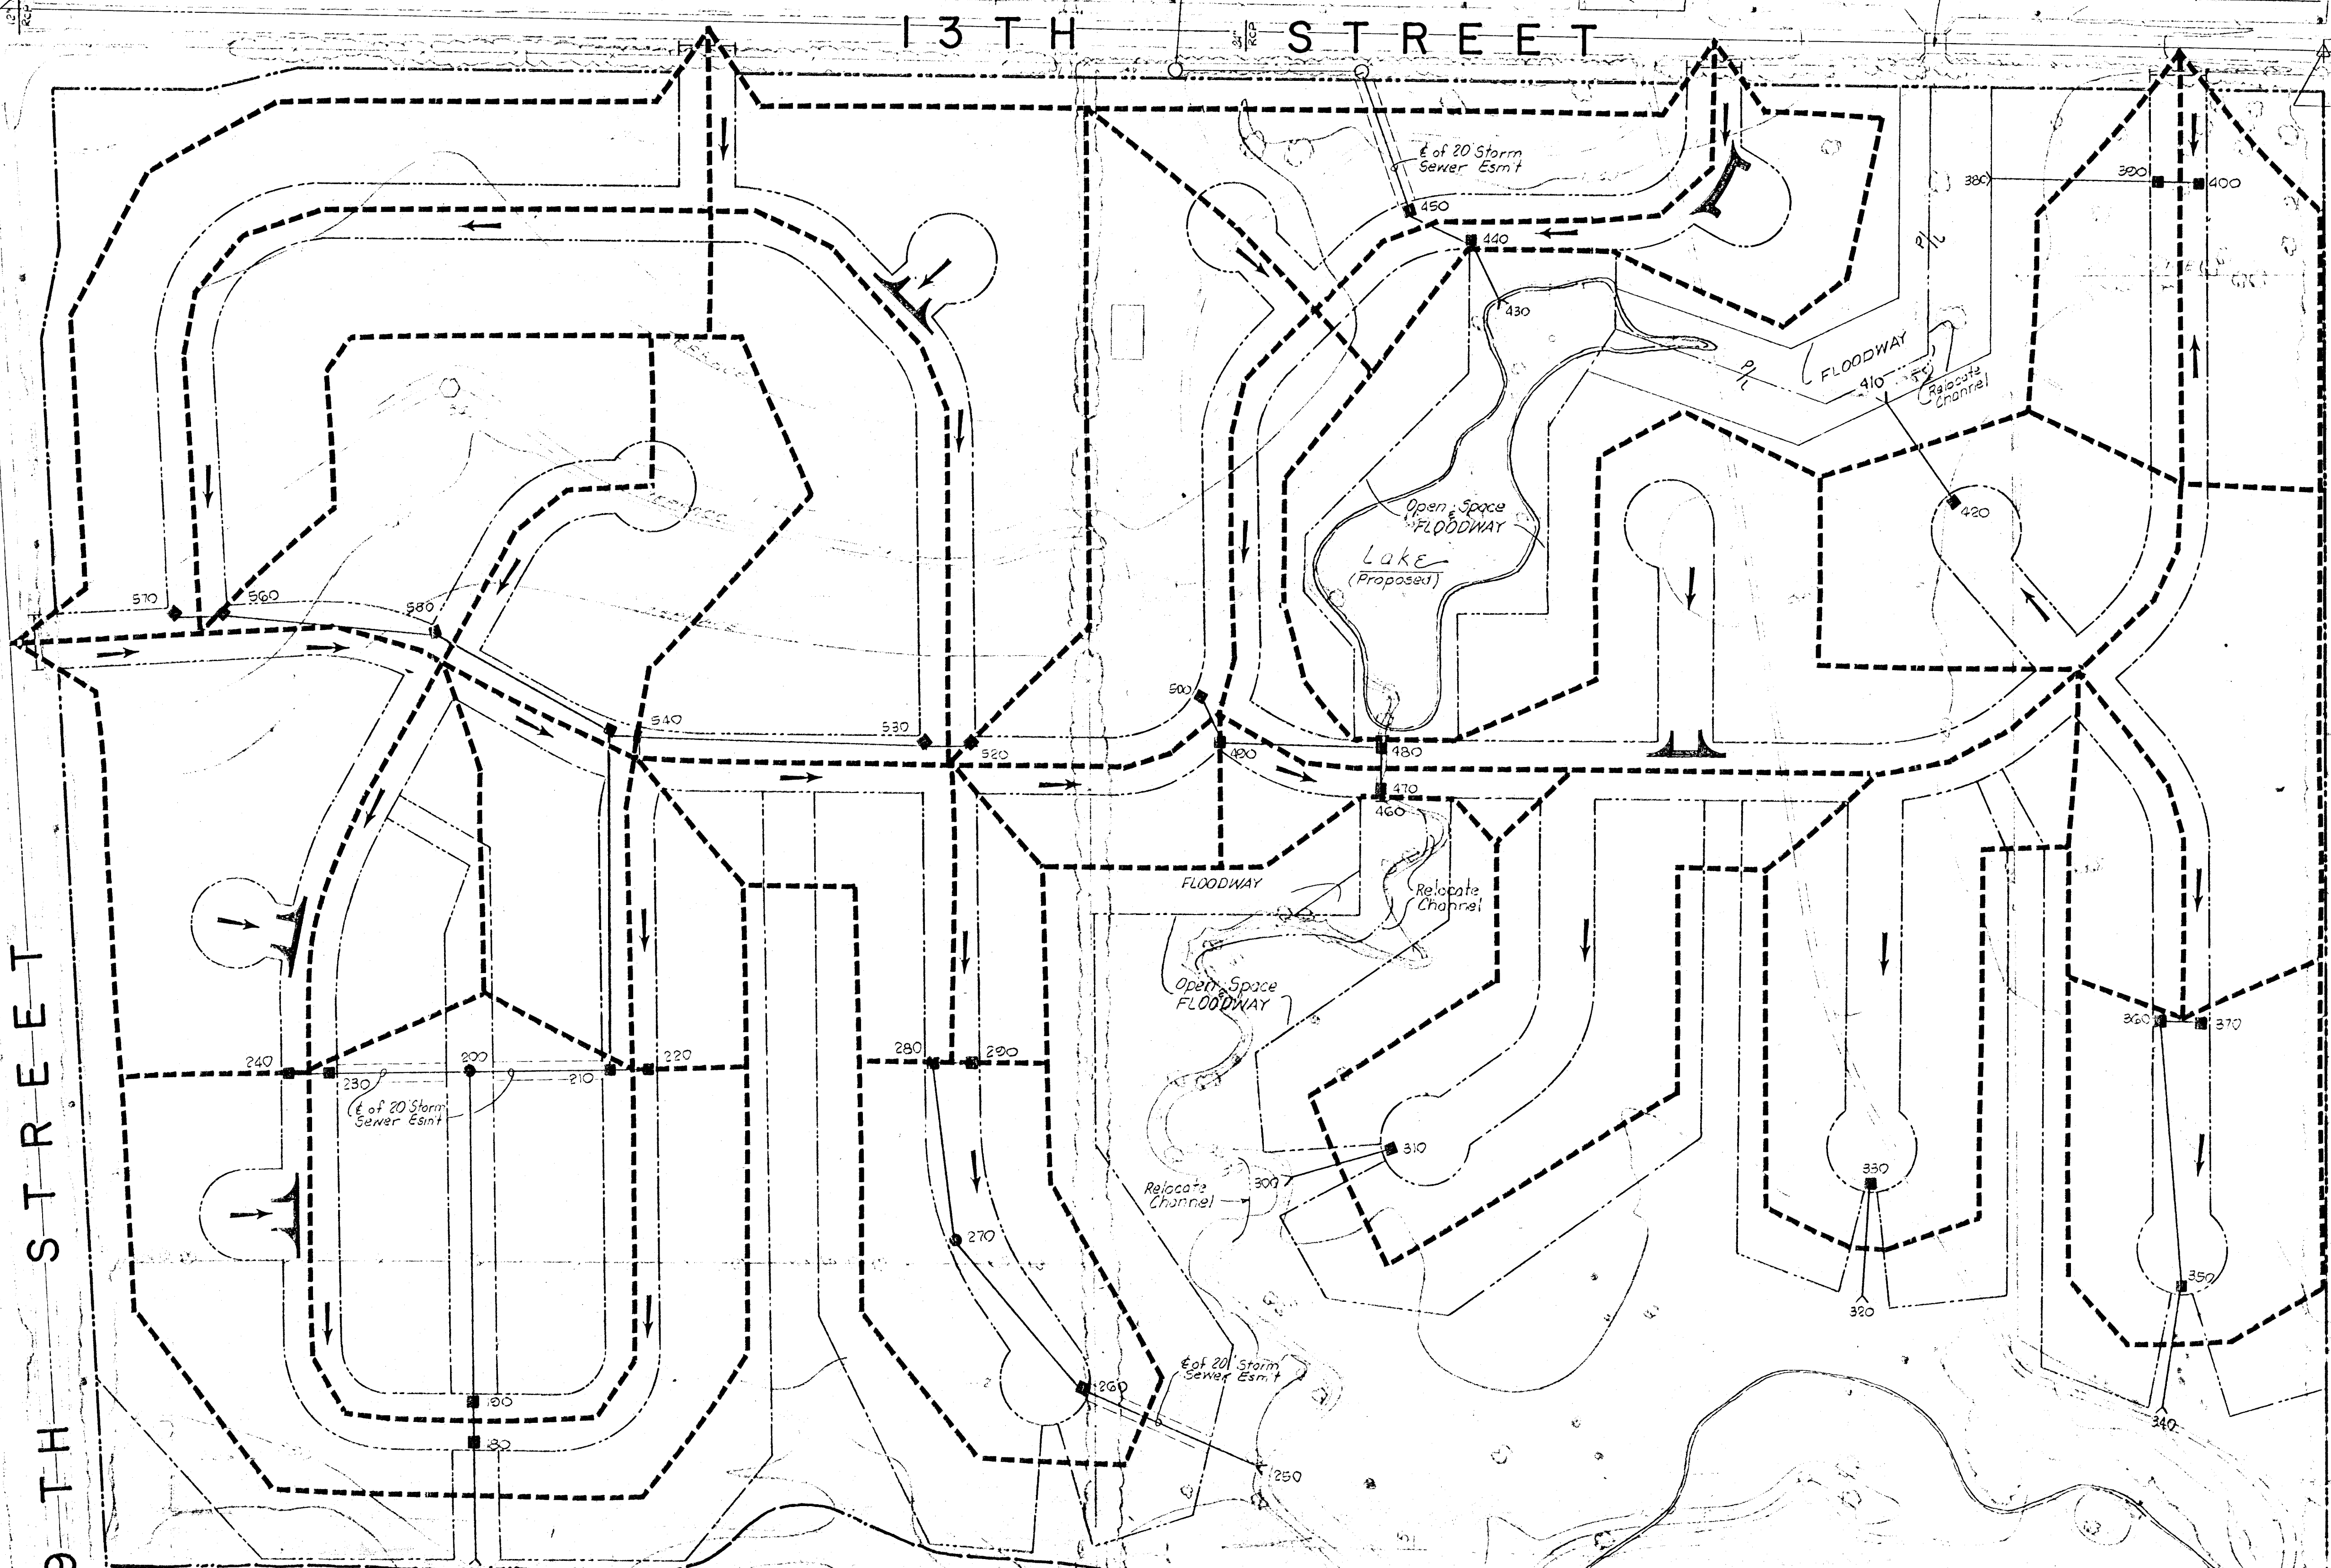 13TH STREET
RCP
RCP
℄ of 20' Storm
Sewer Esm't
450
440
430
380
390
400
P/L
P/L
FLOODWAY
410
Relocate
Channel
420
Open Space
&
FLOODWAY
Lake
(Proposed)
570
560
580
540
530
520
500
490
480
470
460
FLOODWAY
Relocate
Channel
Open Space
&
FLOODWAY
9TH STREET
240
230
200
210
220
280
290
360
370
℄ of 20' Storm
Sewer Esm't
310
300
Relocate
Channel
330
320
270
350
340
℄ of 20' Storm
Sewer Esm't
260
250
190
180